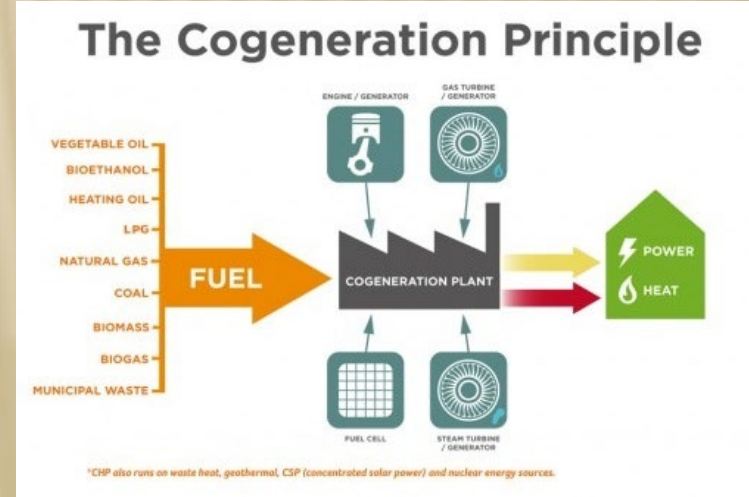 The Cogeneration Principle
ENGINE / GENERATOR
GAS TURBINE
/ GENERATOR
VEGETABLE OIL
BIOETHANOL
HEATING OIL
LPG
NATURAL GAS
COAL
BIOMASS
BIOGAS
MUNICIPAL WASTE
FUEL
COGENERATION PLANT
POWER
HEAT
FUEL CELL
STEAM TURBINE
/ GENERATOR
*CHP also runs on waste heat, geothermal, CSP (concentrated solar power) and nuclear energy sources.